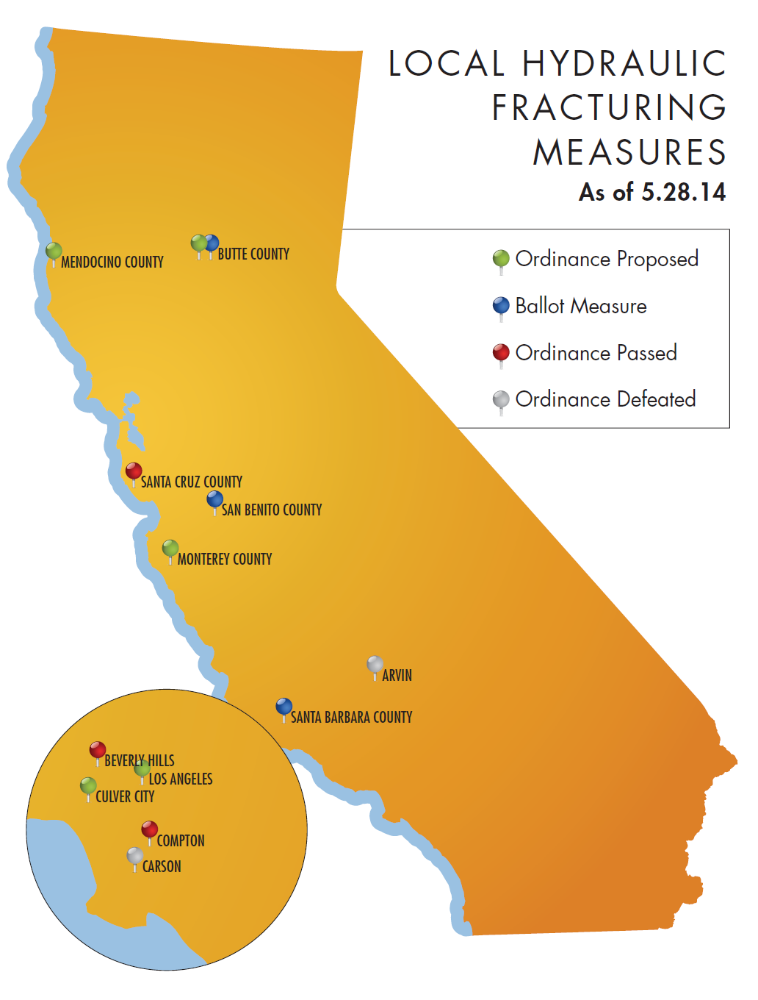 LOCAL HYDRAULIC
FRACTURING
MEASURES
As of 5.28.14
Ordinance Proposed
Ballot Measure
Ordinance Passed
Ordinance Defeated
MENDOCINO COUNTY
BUTTE COUNTY
SANTA CRUZ COUNTY
SAN BENITO COUNTY
MONTEREY COUNTY
ARVIN
SANTA BARBARA COUNTY
BEVERLY HILLS
LOS ANGELES
CULVER CITY
COMPTON
CARSON